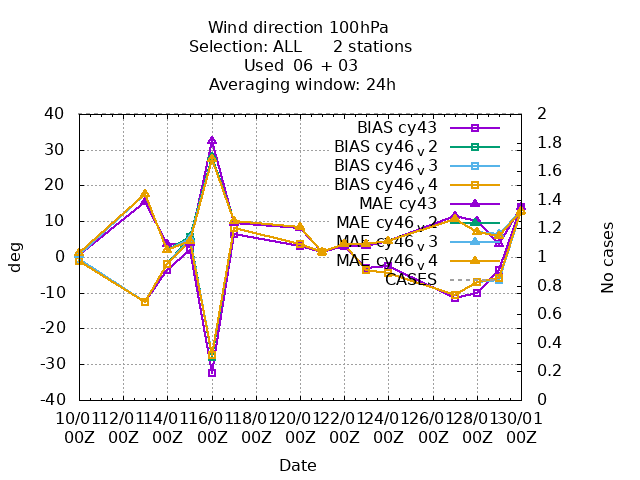 Wind direction 100hPa
Selection: ALL 2 stations
Used 06 + 03
Averaging window: 24h
40 2
BIAS cy43
1.8
30 BIAS cy46_v2
1.6
BIAS cy46_v3
20 BIAS cy46_v4
1.4
MAE cy43
10 MAE cy46_v2 1.2
MAE cy46_v3
0 MAE cy46_v4 1
CASES
-10 0.8
0.6
-20
0.4
-30
0.2
-40 0
deg
No cases
10/01 12/01 14/01 16/01 18/01 20/01 22/01 24/01 26/01 28/01 30/01
00Z 00Z 00Z 00Z 00Z 00Z 00Z 00Z 00Z 00Z 00Z
Date